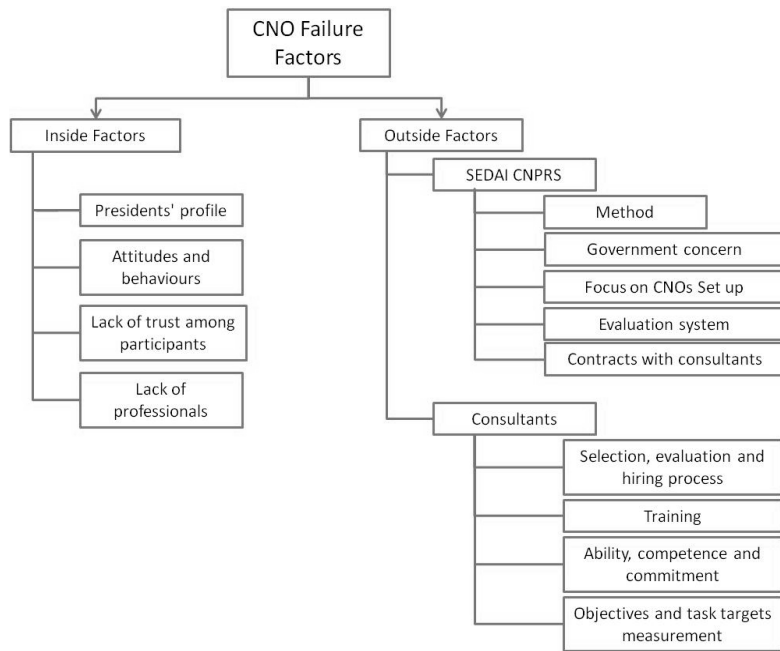 CNO Failure
Factors
Inside Factors
Presidents' profile
Attitudes and
behaviours
Lack of trust among
participants
Lack of
professionals
Outside Factors
SEDAI CNPRS
Method
Government concern
Focus on CNOs Set up
Evaluation system
Contracts with consultants
Consultants
Selection, evaluation and
hiring process
Training
Ability, competence and
commitment
Objectives and task targets
measurement